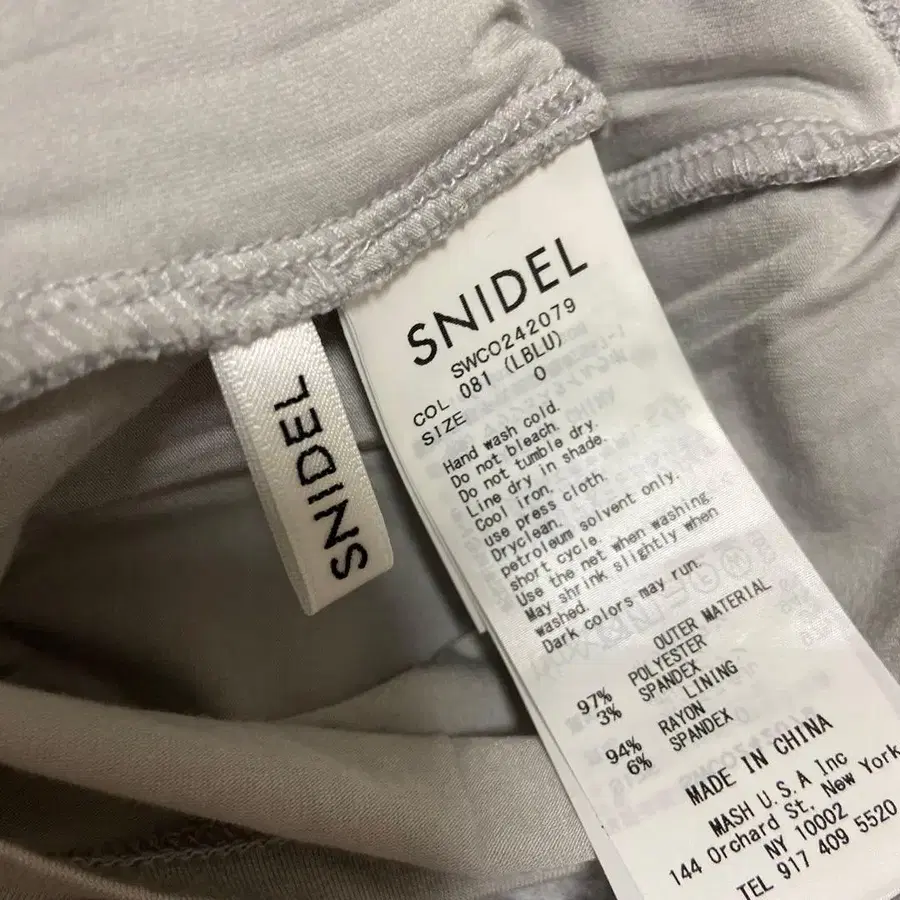 SNIDEL
SNIDEL
SWCO242079
COL 081 (LBLU)
SIZE 0
Hand wash cold.
Do not bleach.
Do not tumble dry.
Line dry in shade.
Cool iron.
use press cloth.
Dryclean.
petroleum solvent only.
short cycle.
Use the net when washing.
May shrink slightly when
washed.
Dark colors may run.
OUTER MATERIAL
97% POLYESTER
3% SPANDEX
LINING
94% RAYON
6% SPANDEX
MADE IN CHINA
MASH U.S.A Inc
144 Orchard St, New York
NY 10002
TEL 917 409 5520